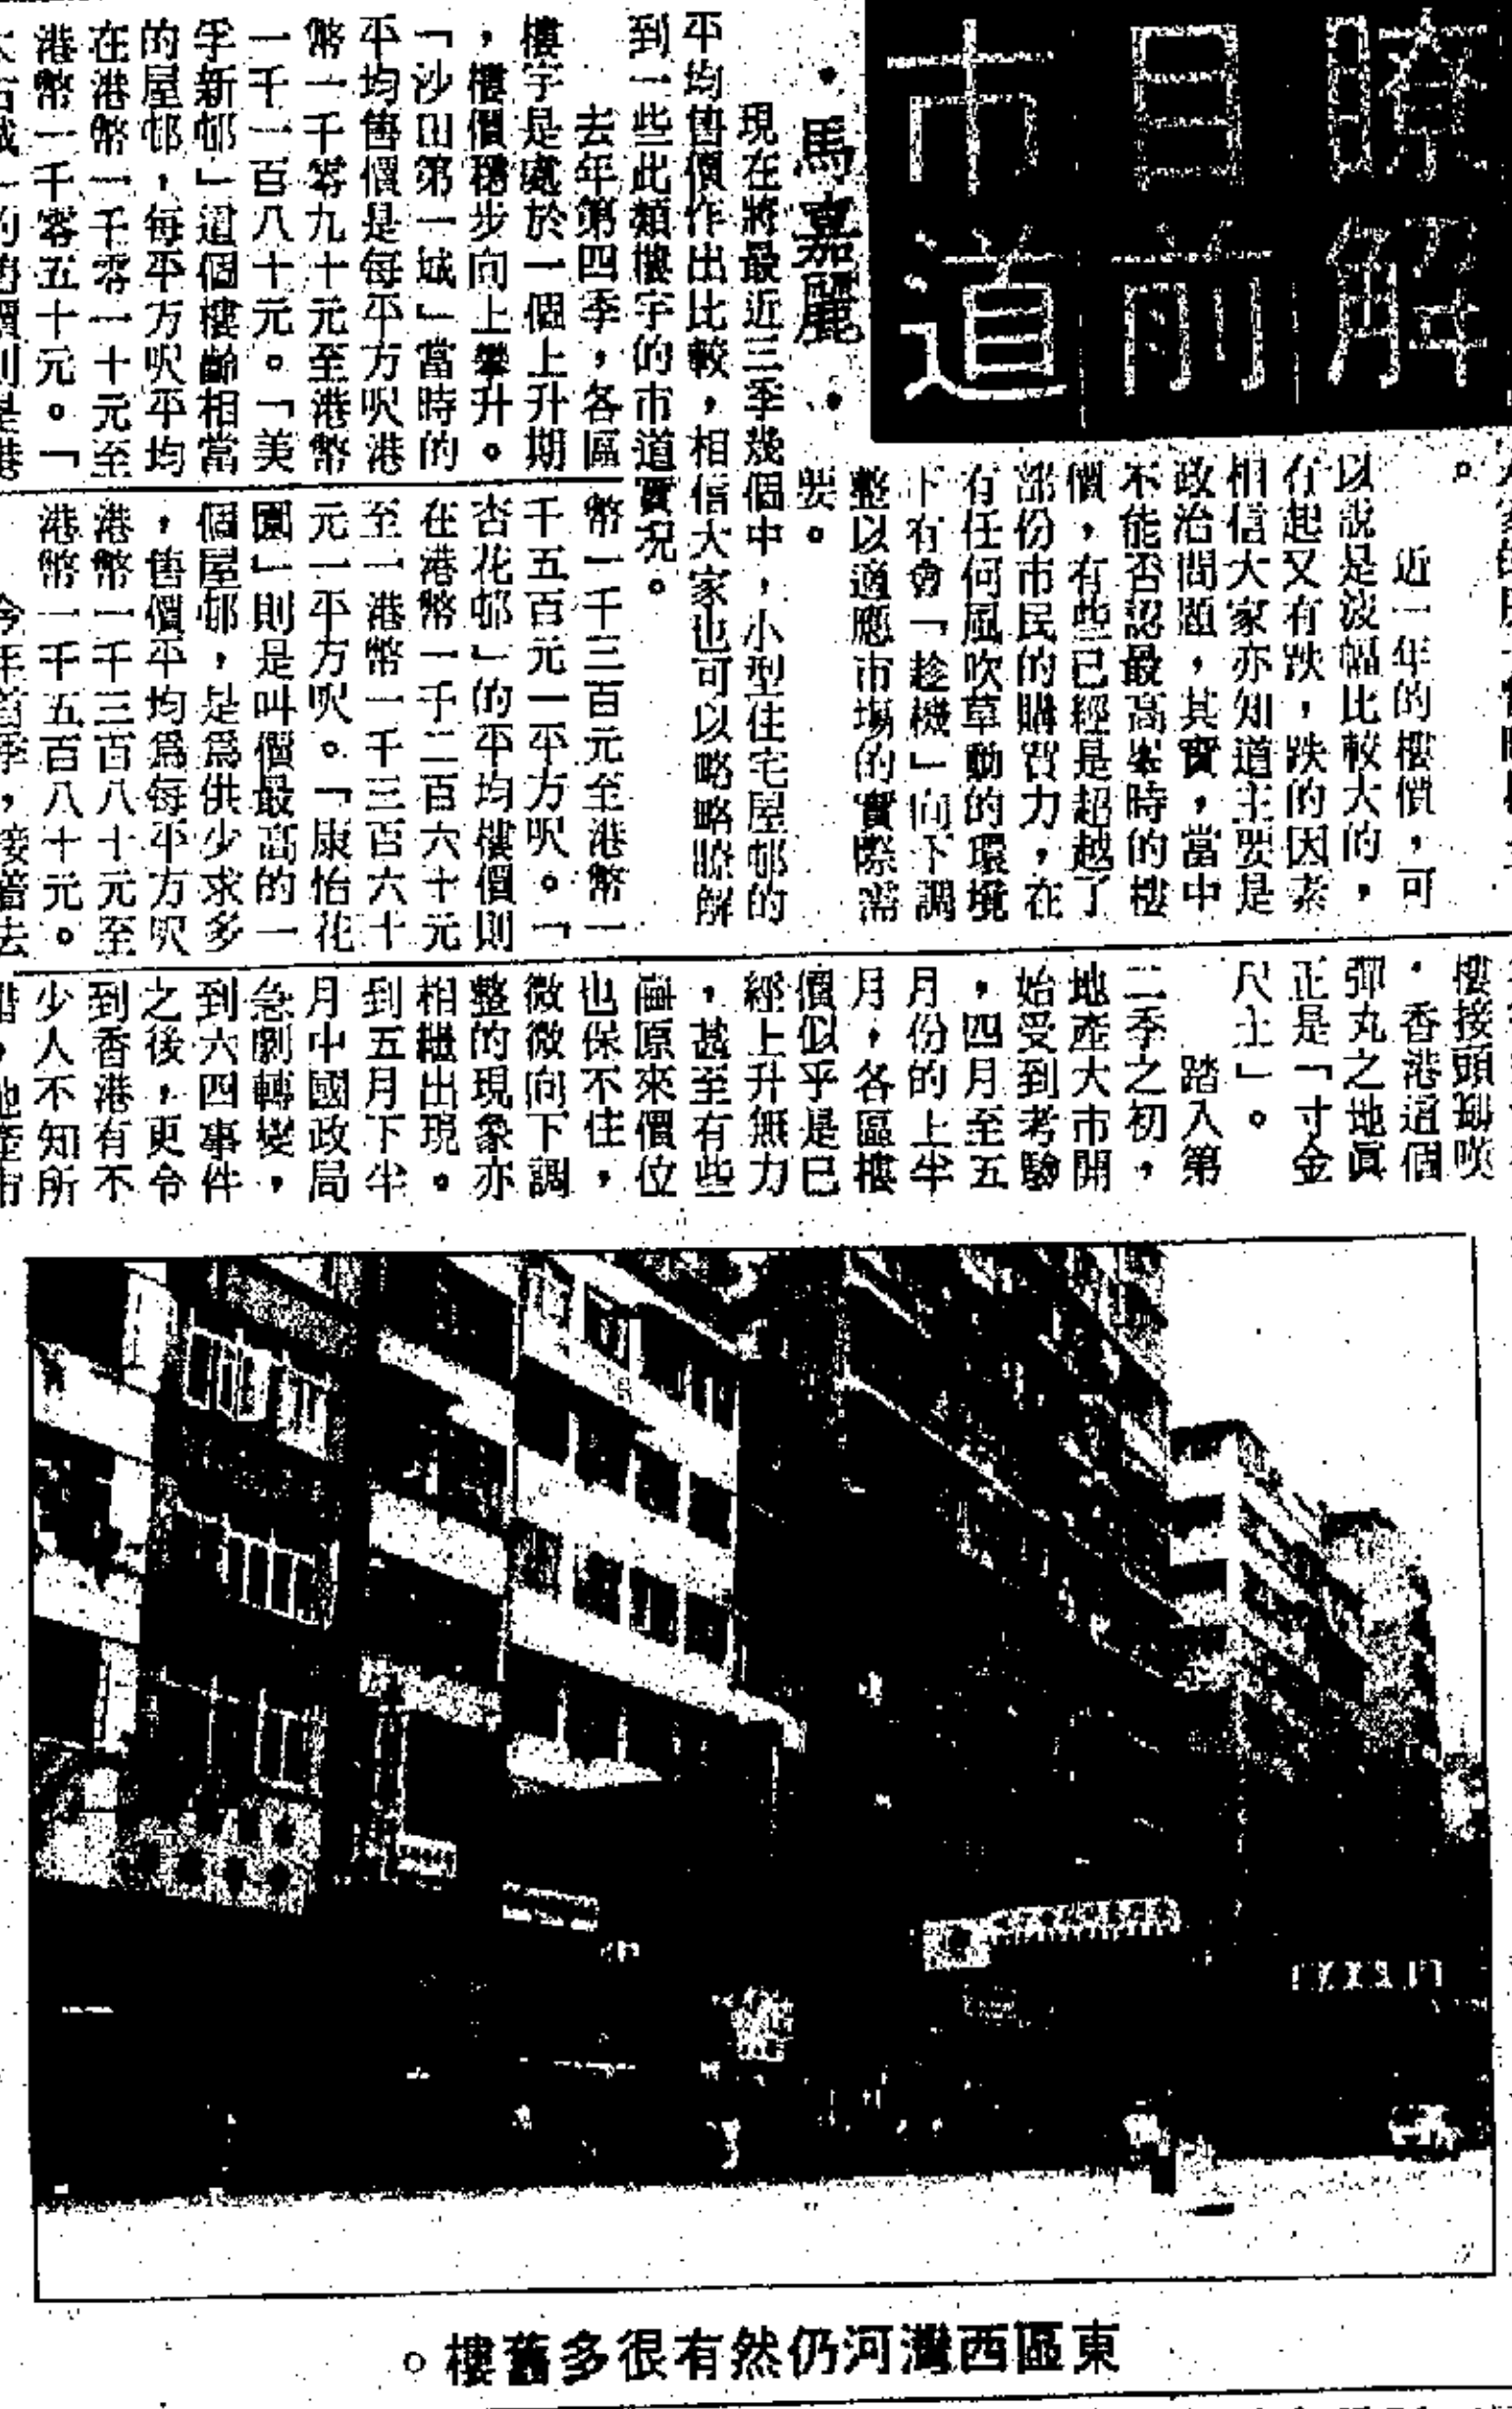 瞭解
目前
市道
·馬嘉麗·
。
近一年的樓價，可
以說是波幅比較大的，
有起又有跌，跌的因素
相信大家亦知道主要是
政治問題，其實，當中
不能否認最高峯時的樓
價，有些已經是超越了
部份市民的購買力，在
有任何風吹草動的環境
下有會「趁機」向下調
整以適應市場的實際需
要。
現在將最近三季幾個中，小型住宅屋邨的
平均售價作出比較，相信大家也可以略略瞭解
到一些此類樓宇的市道實況。
去年第四季，各區
樓宇是處於一個上升期
，樓價穩步向上攀升。
「沙田第一城」當時的
平均售價是每平方呎港
幣一千零九十元至港幣
一千一百八十元。「美
孚新邨」這個樓齡相當
的屋邨，每平方呎平均
在港幣一千零一十元至
港幣一千零五十元。「
太古城」的售價則是港
幣一千三百元至港幣一
千五百元一平方呎。「
杏花邨」的平均樓價則
在港幣一千二百六十元
至一港幣一千三百六十
元一平方呎。「康怡花
園」則是叫價最高的一
個屋邨，是爲供少求多
，售價平均爲每平方呎
港幣一千三百八十元至
港幣一千五百八十元。
今年首季，接着去
樓接頭興嘆
，香港這個
彈丸之地眞
正是「寸金
尺土」。
踏入第
二季之初，
地產大市開
始受到考驗
，四月至五
月份的上半
月，各區樓
價似乎是已
經上升無力
，甚至有些
區原來價位
也保不住，
微微向下調
整的現象亦
相繼出現。
到五月下半
月中國政局
急劇轉變，
到六四事件
之後，更令
到香港有不
少人不知所
措，地產市
東區西灣河仍然有很多舊樓。